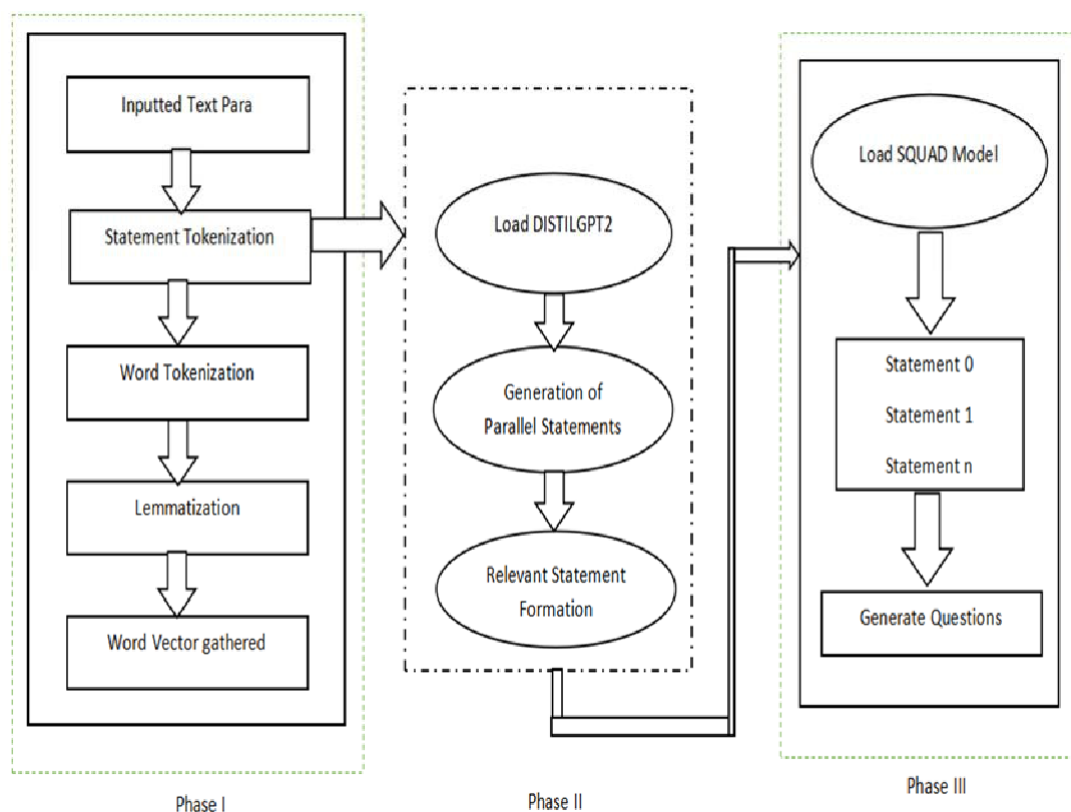 Inputted Text Para
Statement Tokenization
Word Tokenization
Lemmatization
Word Vector gathered
Phase I
Load DISTILGPT2
Generation of
Parallel Statements
Relevant Statement
Formation
Phase II
Load SQUAD Model
Statement 0
Statement 1
Statement n
Generate Questions
Phase III